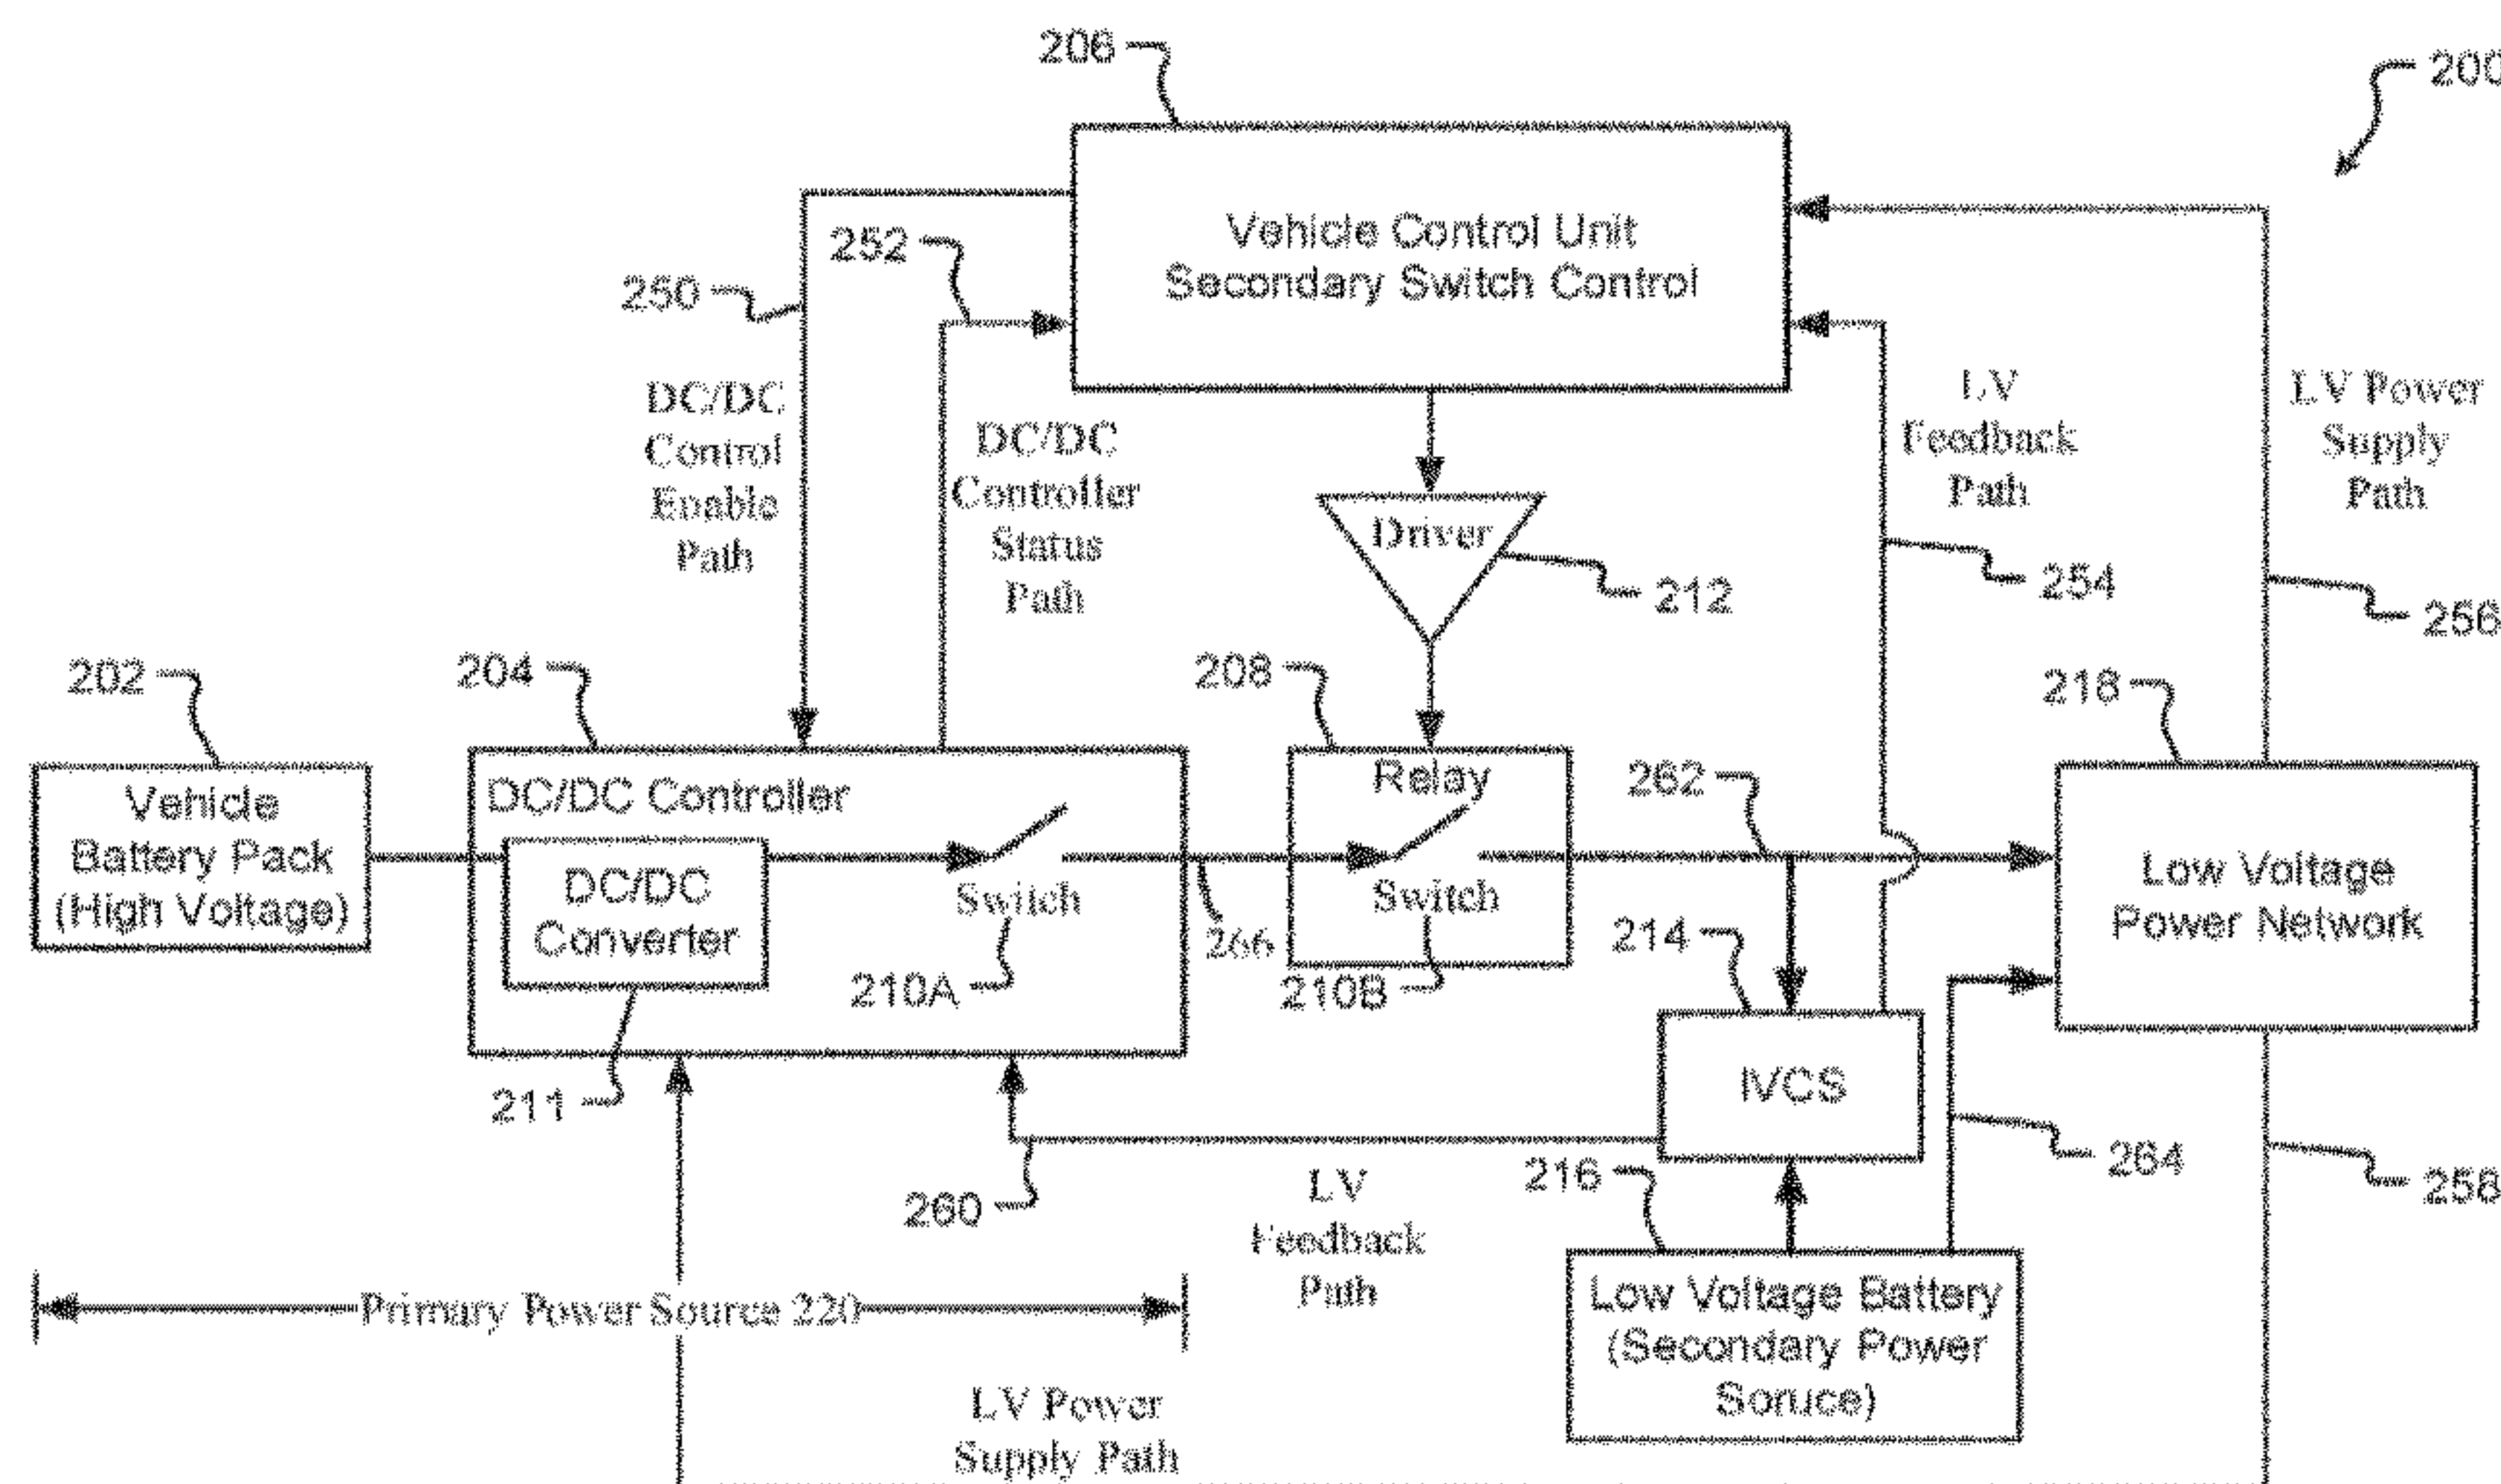 206
200
Vehicle Control Unit
Secondary Switch Control
252
250
DC/DC
Control
Enable
Path
DC/DC
Controller
Status
Path
LV
Feedback
Path
LV Power
Supply
Path
Driver
212
254
256
202
204
208
218
Vehicle
Battery Pack
(High Voltage)
DC/DC Controller
DC/DC
Converter
Switch
210A
211
266
Relay
Switch
210B
262
214
IVCS
Low Voltage
Power Network
264
258
260
LV
Feedback
Path
216
Low Voltage Battery
(Secondary Power
Soruce)
Primary Power Source 220
LV Power
Supply Path